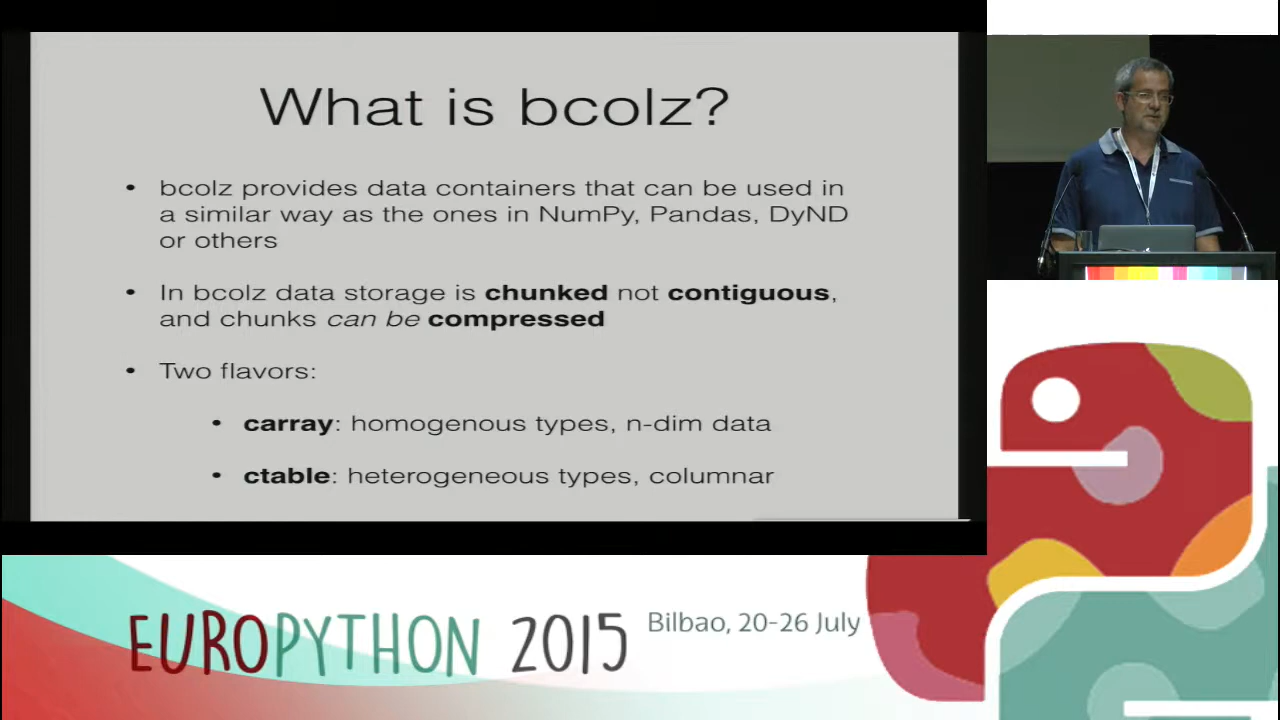 What is bcolz?
• bcolz provides data containers that can be used in
a similar way as the ones in NumPy, Pandas, DyND
or others
• In bcolz data storage is chunked not contiguous,
and chunks can be compressed
• Two flavors:
• carray: homogenous types, n-dim data
• ctable: heterogeneous types, columnar
EUROPYTHON 2015
Bilbao, 20-26 July